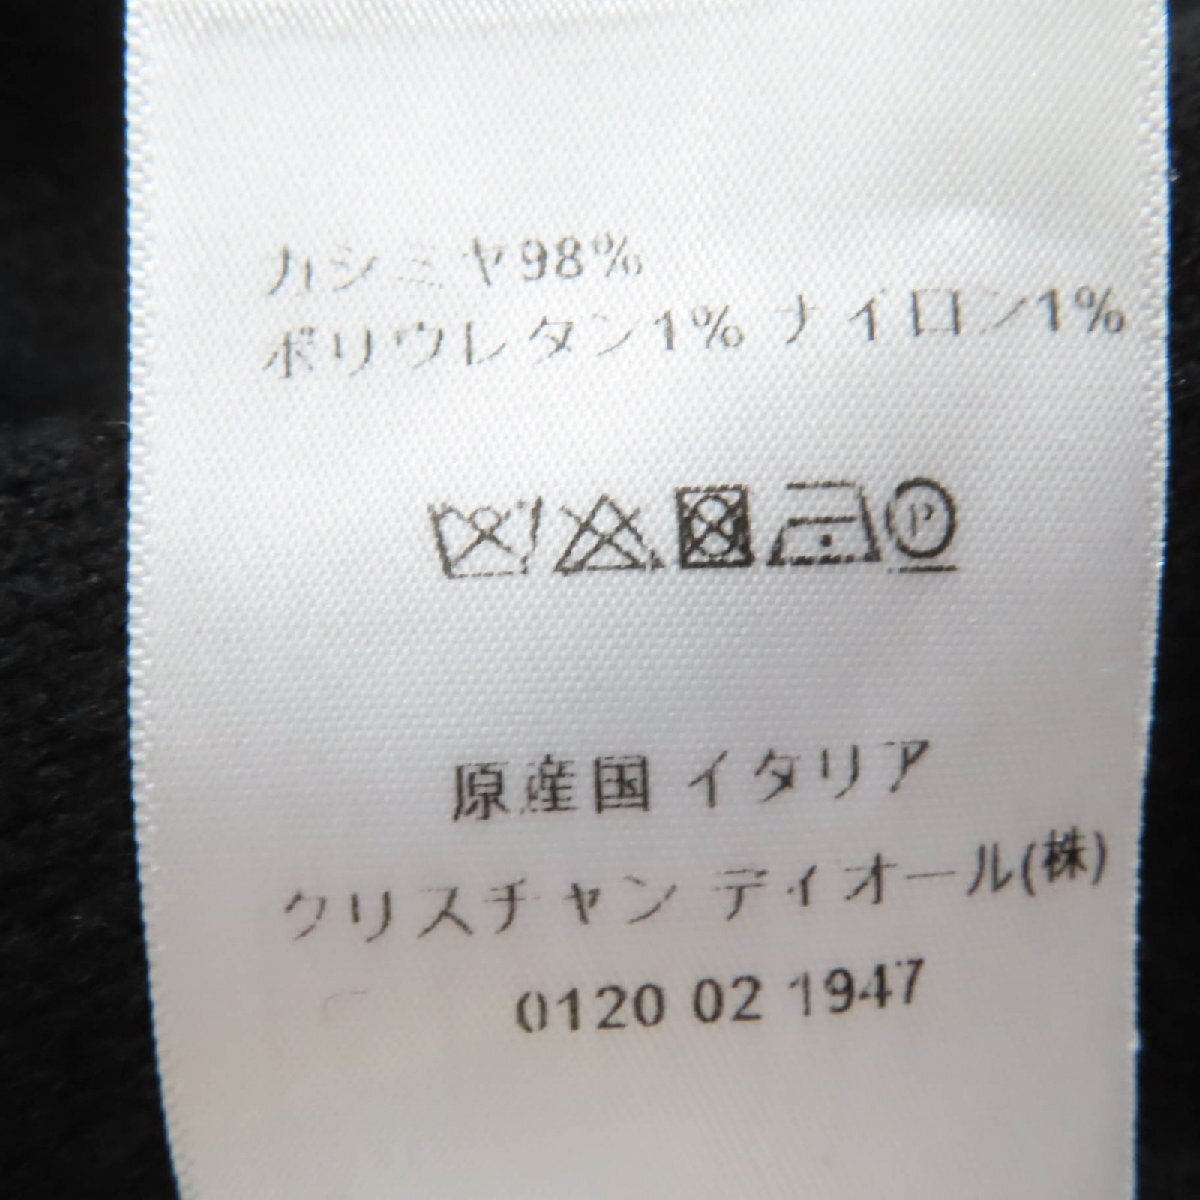 カシミヤ98%
ポリウレタン1% ナイロン1%
P
原産国 イタリア
クリスチャン ディオール(株)
0120 02 1947